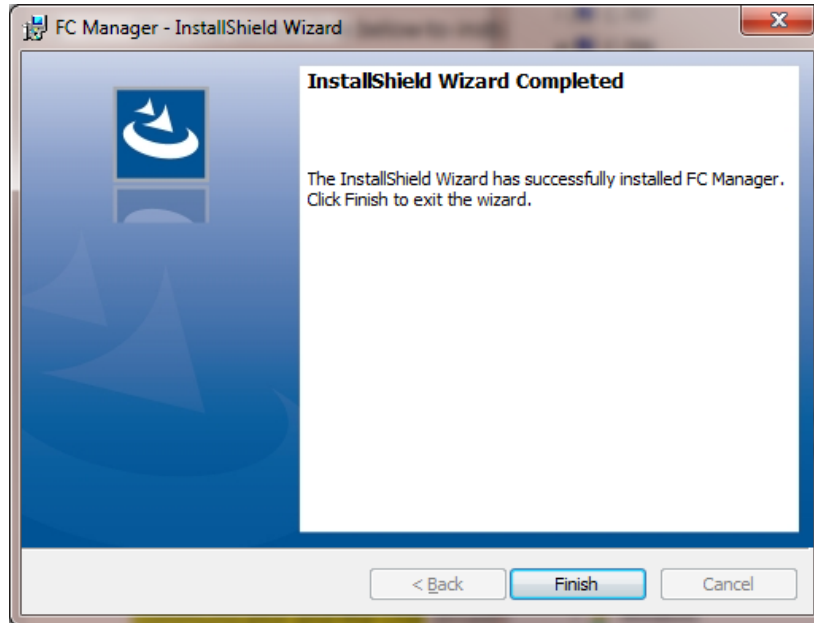 FC Manager - InstallShield Wizard
InstallShield Wizard Completed
The InstallShield Wizard has successfully installed FC Manager.
Click Finish to exit the wizard.
< Back
Finish
Cancel